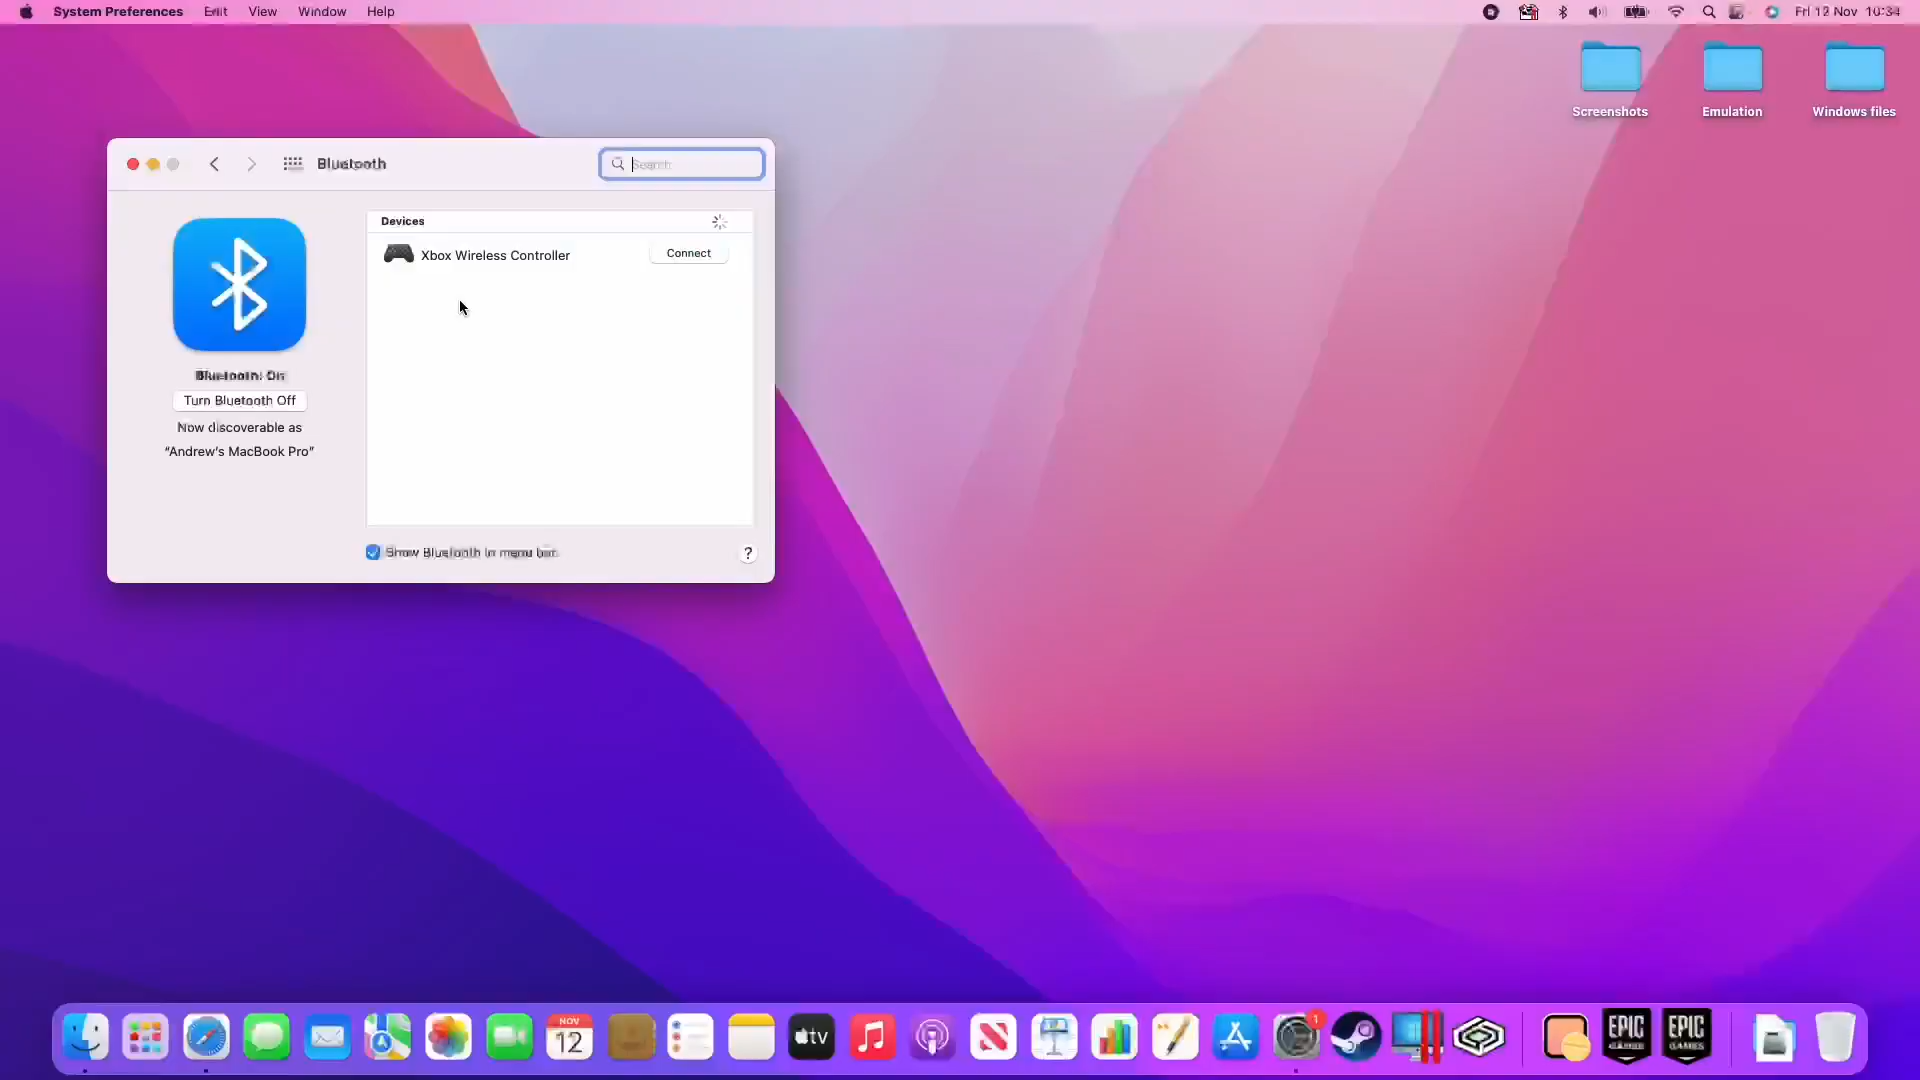 System Preferences Edit View Window Help
Fri 12 Nov 10:34
Screenshots
Emulation
Windows files
Bluetooth
Search
Devices
Xbox Wireless Controller
Connect
Bluetooth: On
Turn Bluetooth Off
Now discoverable as
“Andrew’s MacBook Pro”
Show Bluetooth in menu bar
?
NOV
12
tv
1
EPIC
GAMES
EPIC
GAMES